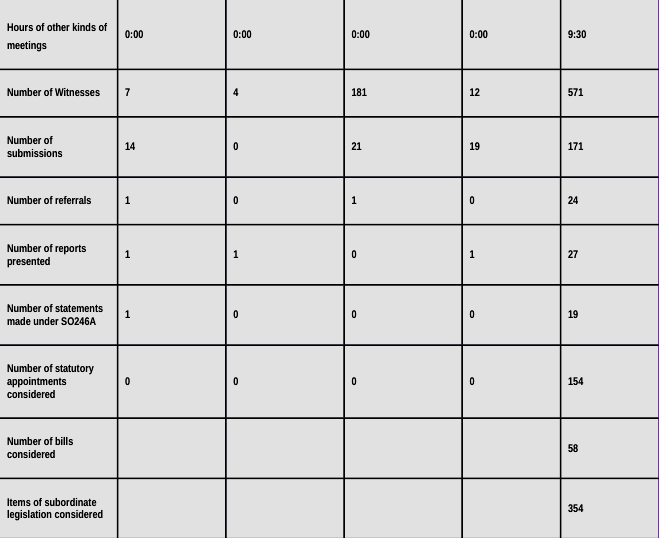 Hours of other kinds of
meetings
0:00
0:00
0:00
0:00
9:30
Number of Witnesses
7
4
181
12
571
Number of
submissions
14
0
21
19
171
Number of referrals
1
0
1
0
24
Number of reports
presented
1
1
0
1
27
Number of statements
made under SO246A
1
0
0
0
19
Number of statutory
appointments
considered
0
0
0
0
154
Number of bills
considered
58
Items of subordinate
legislation considered
354